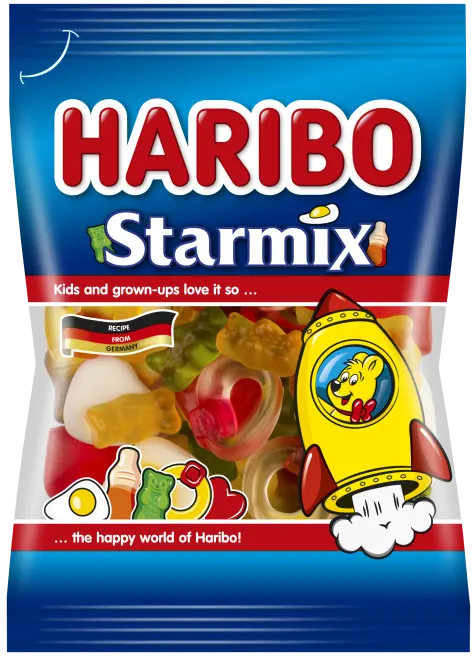 HARIBO
Starmix
Kids and grown-ups love it so ...
RECIPE
FROM
GERMANY
... the happy world of Haribo!